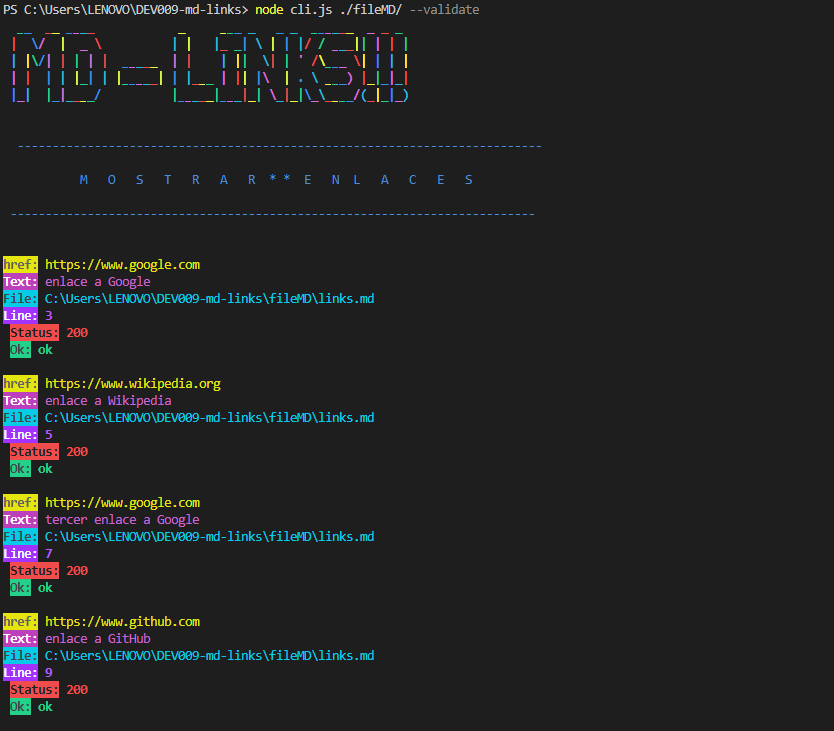 PS C:\Users\LENOVO\DEV009-md-links> node cli.js ./fileMD/ --validate
MD-LINKS!!!
M O S T R A R ** E N L A C E S
href: https://www.google.com
Text: enlace a Google
File: C:\Users\LENOVO\DEV009-md-links\fileMD\links.md
Line: 3
Status: 200
Ok: ok
href: https://www.wikipedia.org
Text: enlace a Wikipedia
File: C:\Users\LENOVO\DEV009-md-links\fileMD\links.md
Line: 5
Status: 200
Ok: ok
href: https://www.google.com
Text: tercer enlace a Google
File: C:\Users\LENOVO\DEV009-md-links\fileMD\links.md
Line: 7
Status: 200
Ok: ok
href: https://www.github.com
Text: enlace a GitHub
File: C:\Users\LENOVO\DEV009-md-links\fileMD\links.md
Line: 9
Status: 200
Ok: ok